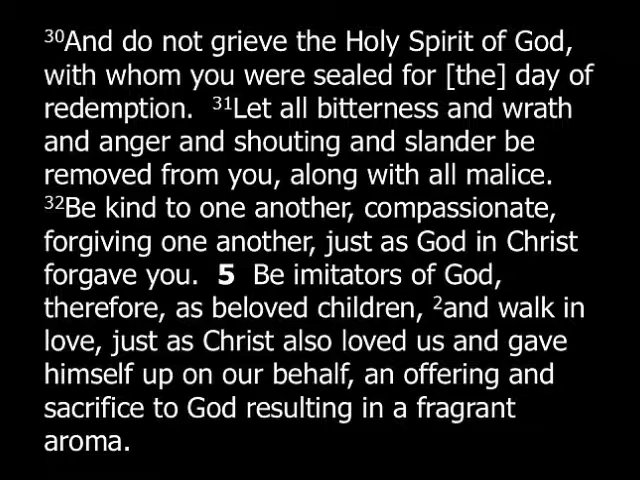 ³⁰And do not grieve the Holy Spirit of God,
with whom you were sealed for [the] day of
redemption. ³¹Let all bitterness and wrath
and anger and shouting and slander be
removed from you, along with all malice.
³²Be kind to one another, compassionate,
forgiving one another, just as God in Christ
forgave you. 5 Be imitators of God,
therefore, as beloved children, ²and walk in
love, just as Christ also loved us and gave
himself up on our behalf, an offering and
sacrifice to God resulting in a fragrant
aroma.